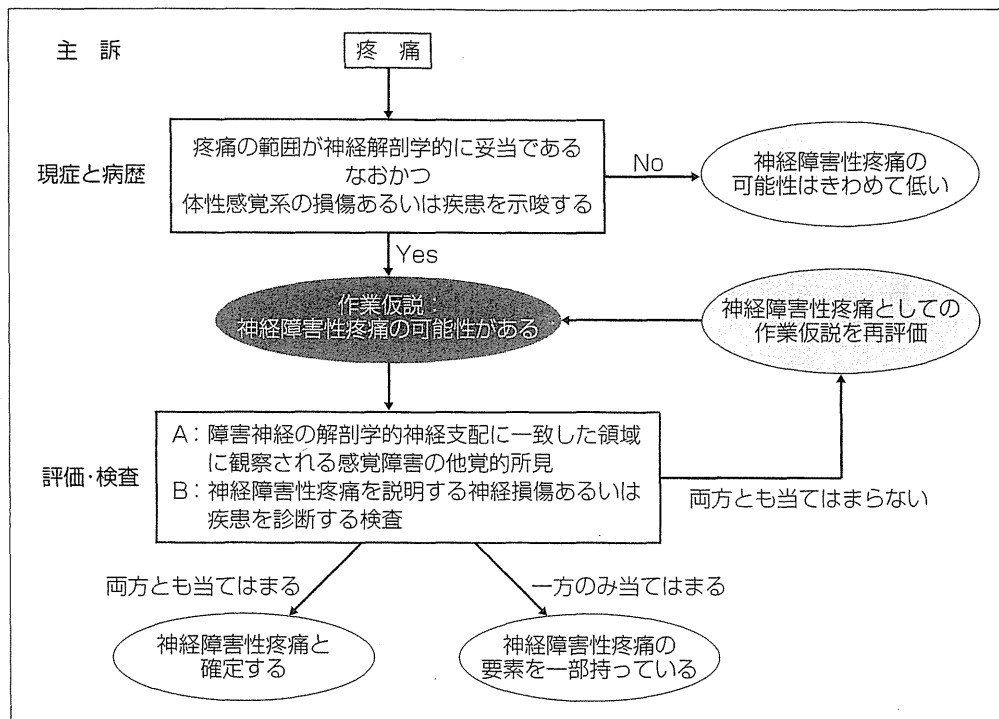 主 訴
疼 痛
現症と病歴
疼痛の範囲が神経解剖学的に妥当である
なおかつ
体性感覚系の損傷あるいは疾患を示唆する
No
神経障害性疼痛の
可能性はきわめて低い
Yes
作業仮説：
神経障害性疼痛の可能性がある
神経障害性疼痛としての
作業仮説を再評価
評価・検査
A：障害神経の解剖学的神経支配に一致した領域
に観察される感覚障害の他覚的所見
B：神経障害性疼痛を説明する神経損傷あるいは
疾患を診断する検査
両方とも当てはまらない
両方とも当てはまる
一方のみ当てはまる
神経障害性疼痛と
確定する
神経障害性疼痛の
要素を一部持っている